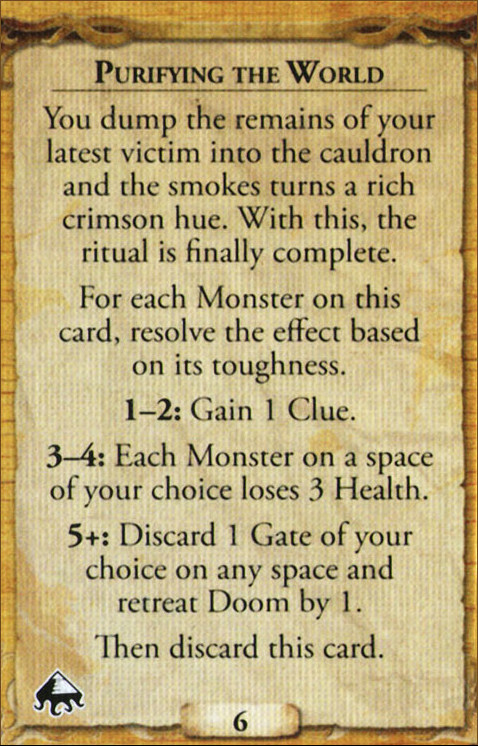 PURIFYING THE WORLD
You dump the remains of your
latest victim into the cauldron
and the smokes turns a rich
crimson hue. With this, the
ritual is finally complete.
For each Monster on this
card, resolve the effect based
on its toughness.
1–2: Gain 1 Clue.
3–4: Each Monster on a space
of your choice loses 3 Health.
5+: Discard 1 Gate of your
choice on any space and
retreat Doom by 1.
Then discard this card.
6